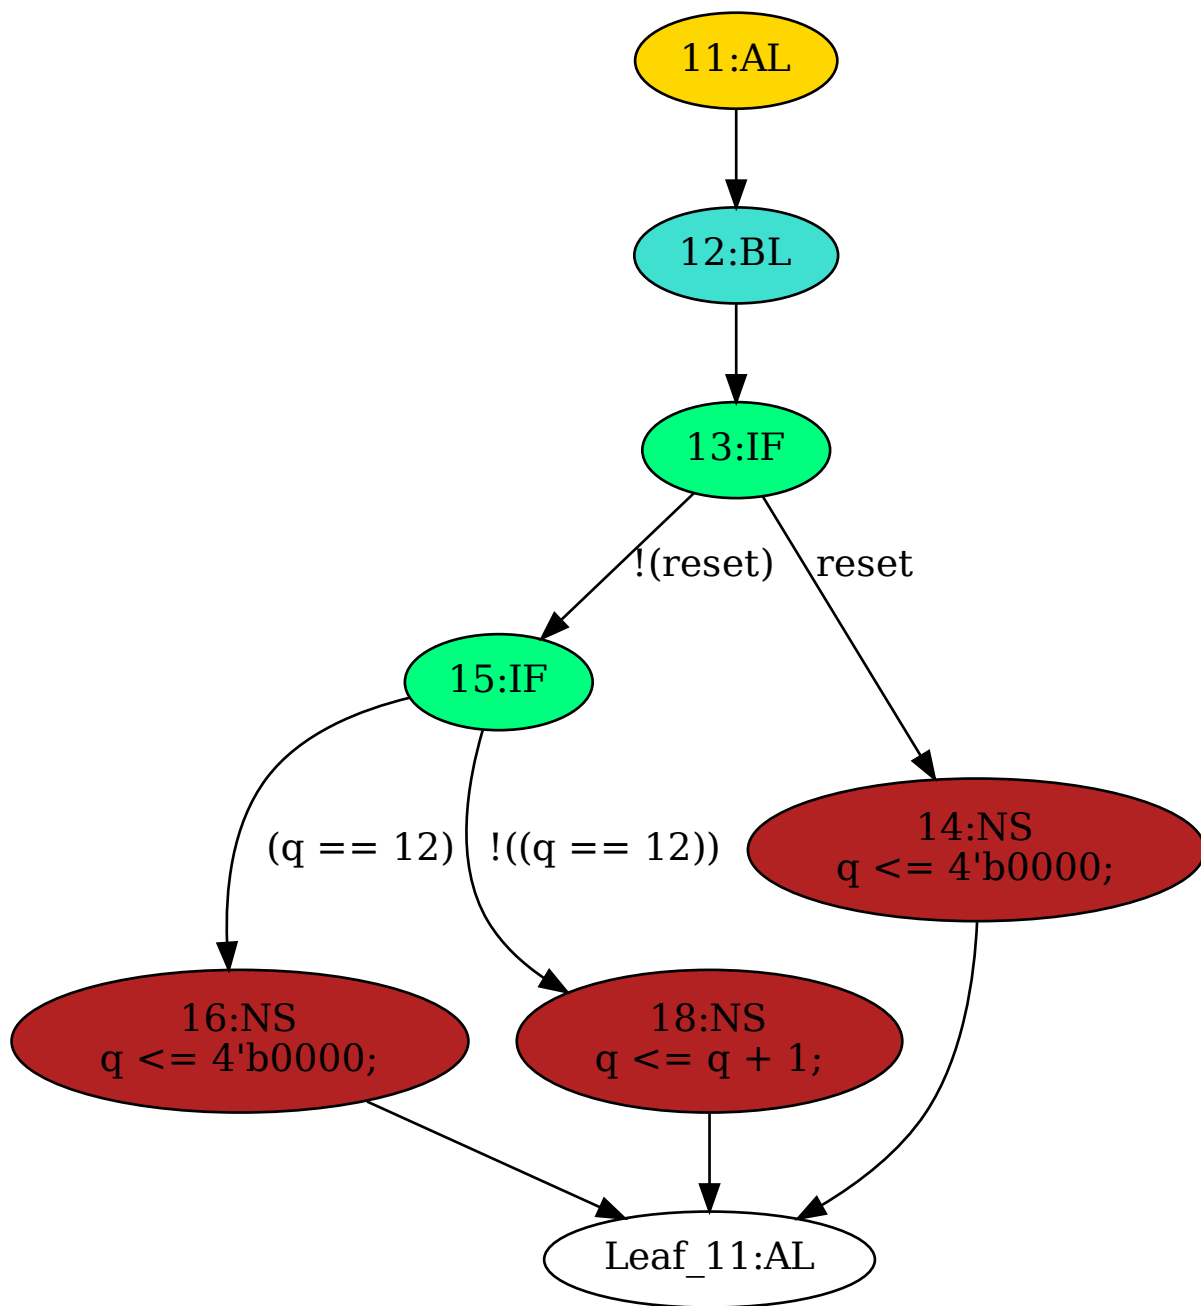 11:AL
12:BL
13:IF
!(reset)
reset
15:IF
(q == 12)
!((q == 12))
14:NS
q <= 4'b0000;
16:NS
q <= 4'b0000;
18:NS
q <= q + 1;
Leaf_11:AL